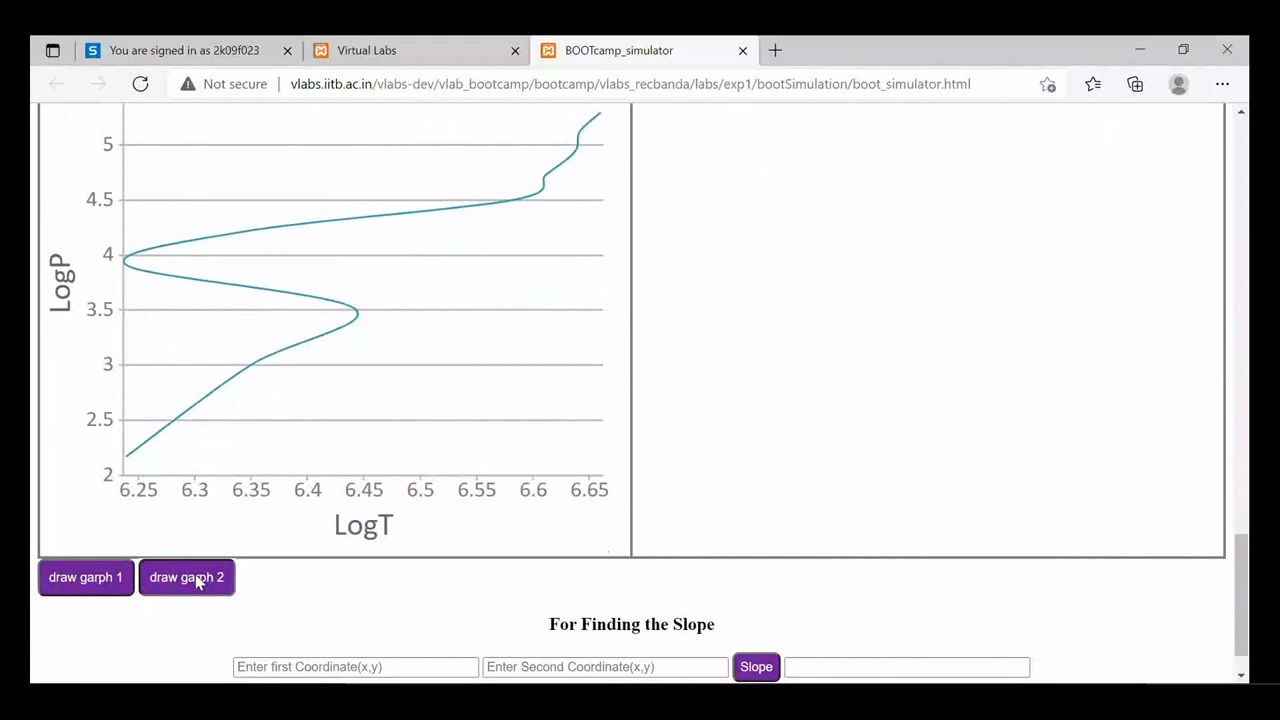 You are signed in as 2k09f023
Virtual Labs
BOOTcamp_simulator
Not secure
vlabs.iitb.ac.in/vlabs-dev/vlab_bootcamp/bootcamp/vlabs_recbanda/labs/exp1/bootSimulation/boot_simulator.html
LogP
5
4.5
4
3.5
3
2.5
2
6.25 6.3 6.35 6.4 6.45 6.5 6.55 6.6 6.65
LogT
draw garph 1 draw garph 2
For Finding the Slope
Enter first Coordinate(x,y) Enter Second Coordinate(x,y) Slope